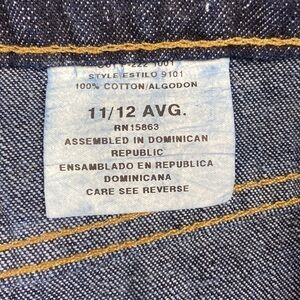 STYLE ESTILO 9101
100% COTTON/ALGODON
11/12 AVG.
RN15863
ASSEMBLED IN DOMINICAN
REPUBLIC
ENSAMBLADO EN REPUBLICA
DOMINICANA
CARE SEE REVERSE